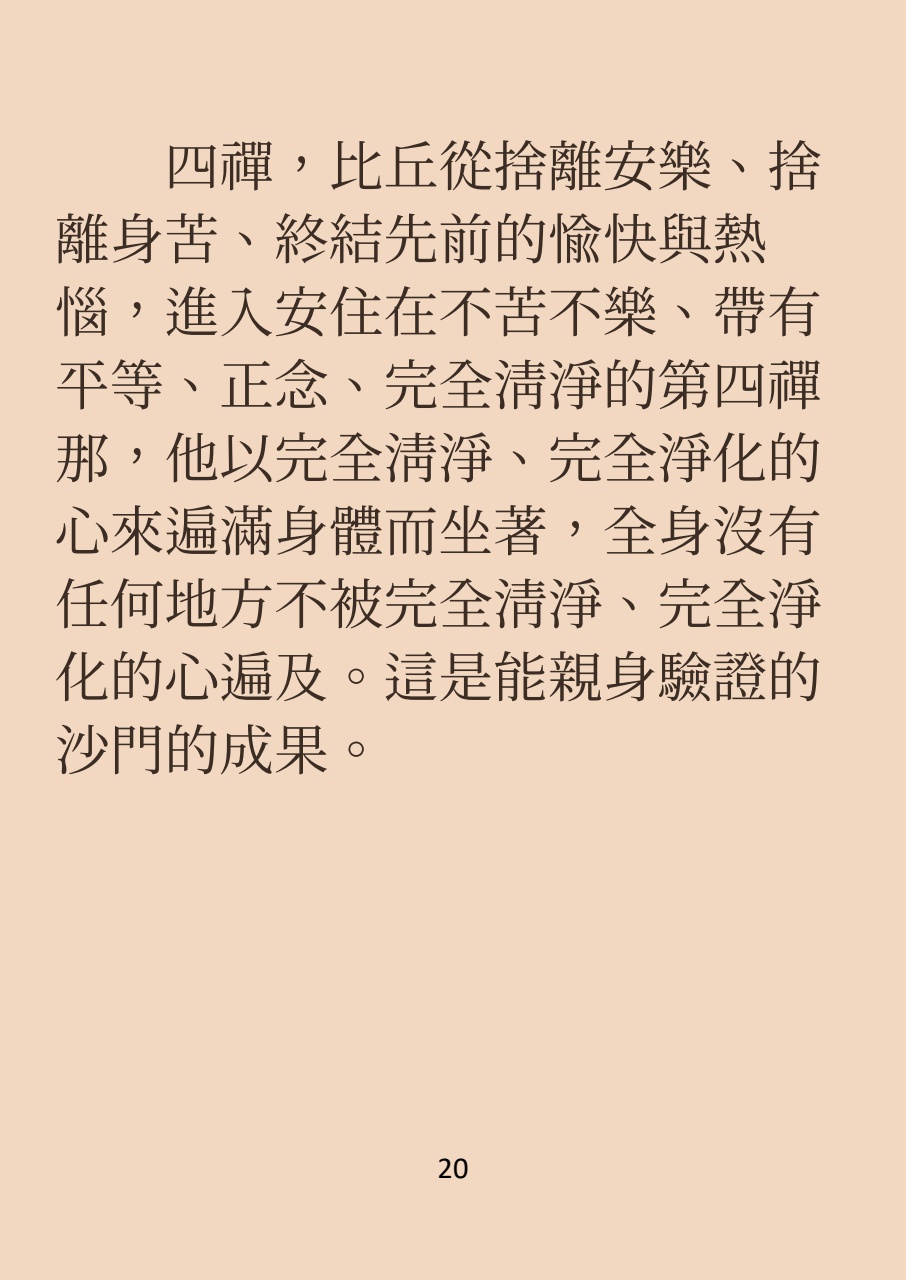 四禪，比丘從捨離安樂、捨
離身苦、終結先前的愉快與熱
惱，進入安住在不苦不樂、帶有
平等、正念、完全淸淨的第四禪
那，他以完全淸淨、完全淨化的
心來遍滿身體而坐著，全身沒有
任何地方不被完全淸淨、完全淨
化的心遍及。這是能親身驗證的
沙門的成果。
20